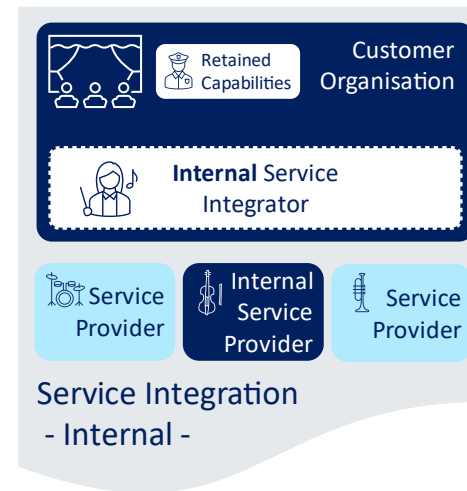 Retained
Capabilities
Customer
Organisation
Internal Service
Integrator
Service
Provider
Internal
Service
Provider
Service
Provider
Service Integration
- Internal -